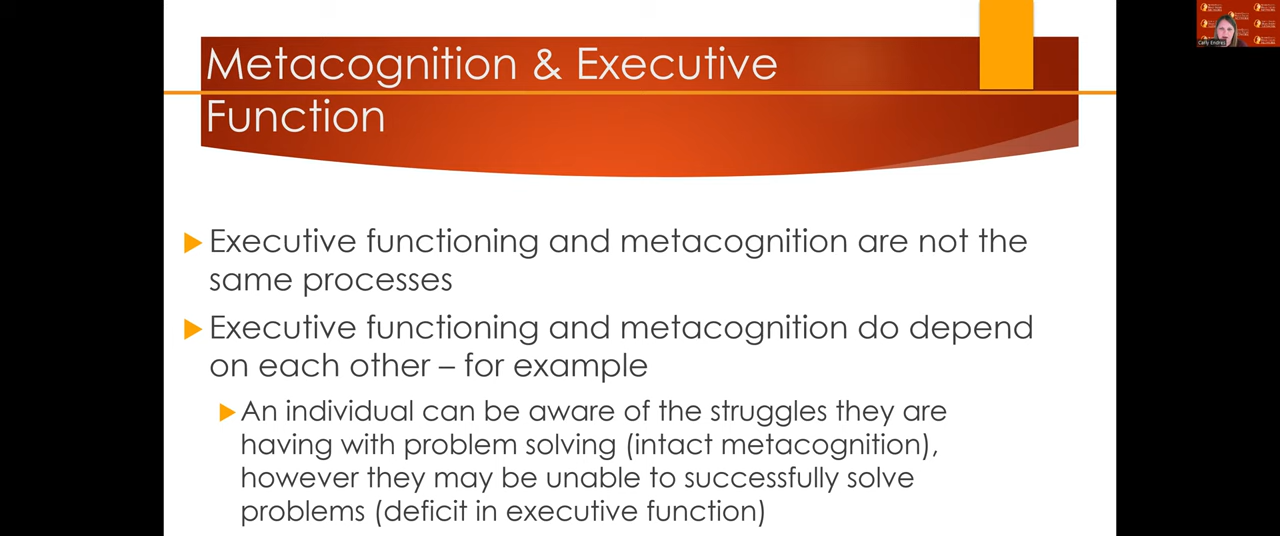 Metacognition & Executive
Function
Executive functioning and metacognition are not the
same processes
Executive functioning and metacognition do depend
on each other – for example
An individual can be aware of the struggles they are
having with problem solving (intact metacognition),
however they may be unable to successfully solve
problems (deficit in executive function)
Carly Endres